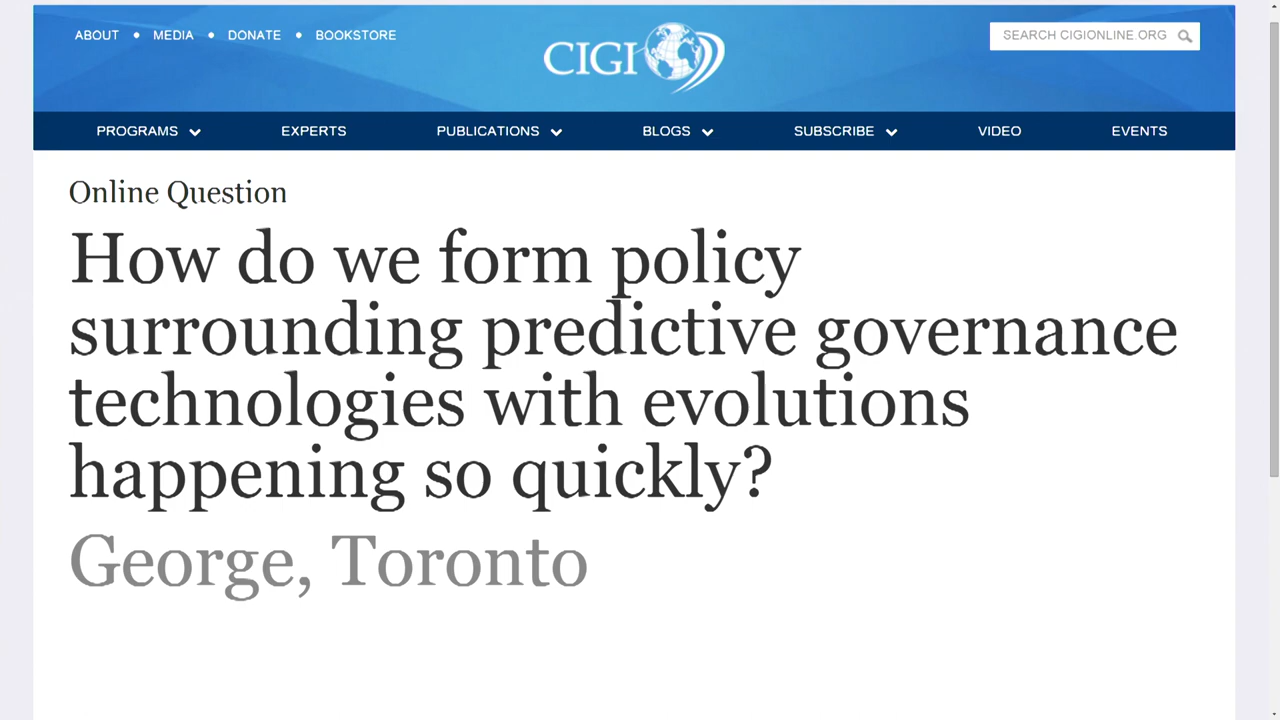 ABOUT • MEDIA • DONATE • BOOKSTORE
CIGI
SEARCH CIGIONLINE ORG
PROGRAMS EXPERTS PUBLICATIONS BLOGS SUBSCRIBE VIDEO EVENTS
Online Question
How do we form policy
surrounding predictive governance
technologies with evolutions
happening so quickly?
George, Toronto